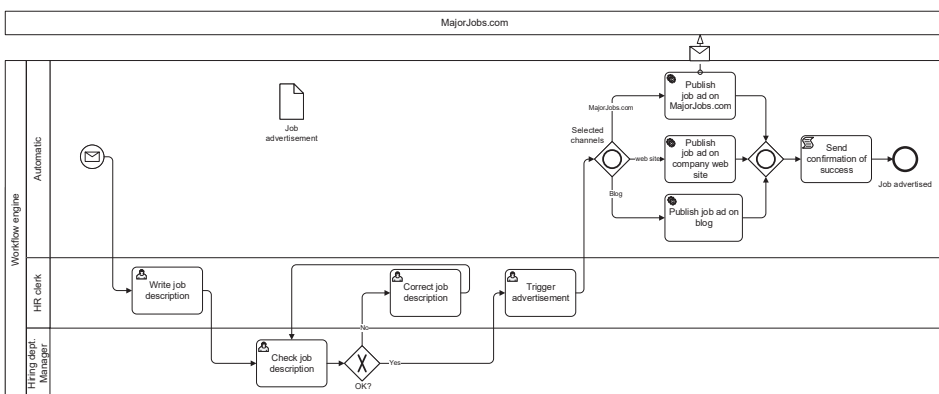 MajorJobs.com
Workflow engine
Automatic
HR clerk
Hiring dept.
Manager
Job
advertisement
Write job
description
Check job
description
OK?
No
Yes
Correct job
description
Trigger
advertisement
Selected
channels
MajorJobs.com
web site
Blog
Publish
job ad on
MajorJobs.com
Publish
job ad on
company web
site
Publish job ad on
blog
Send
confirmation of
success
Job advertised